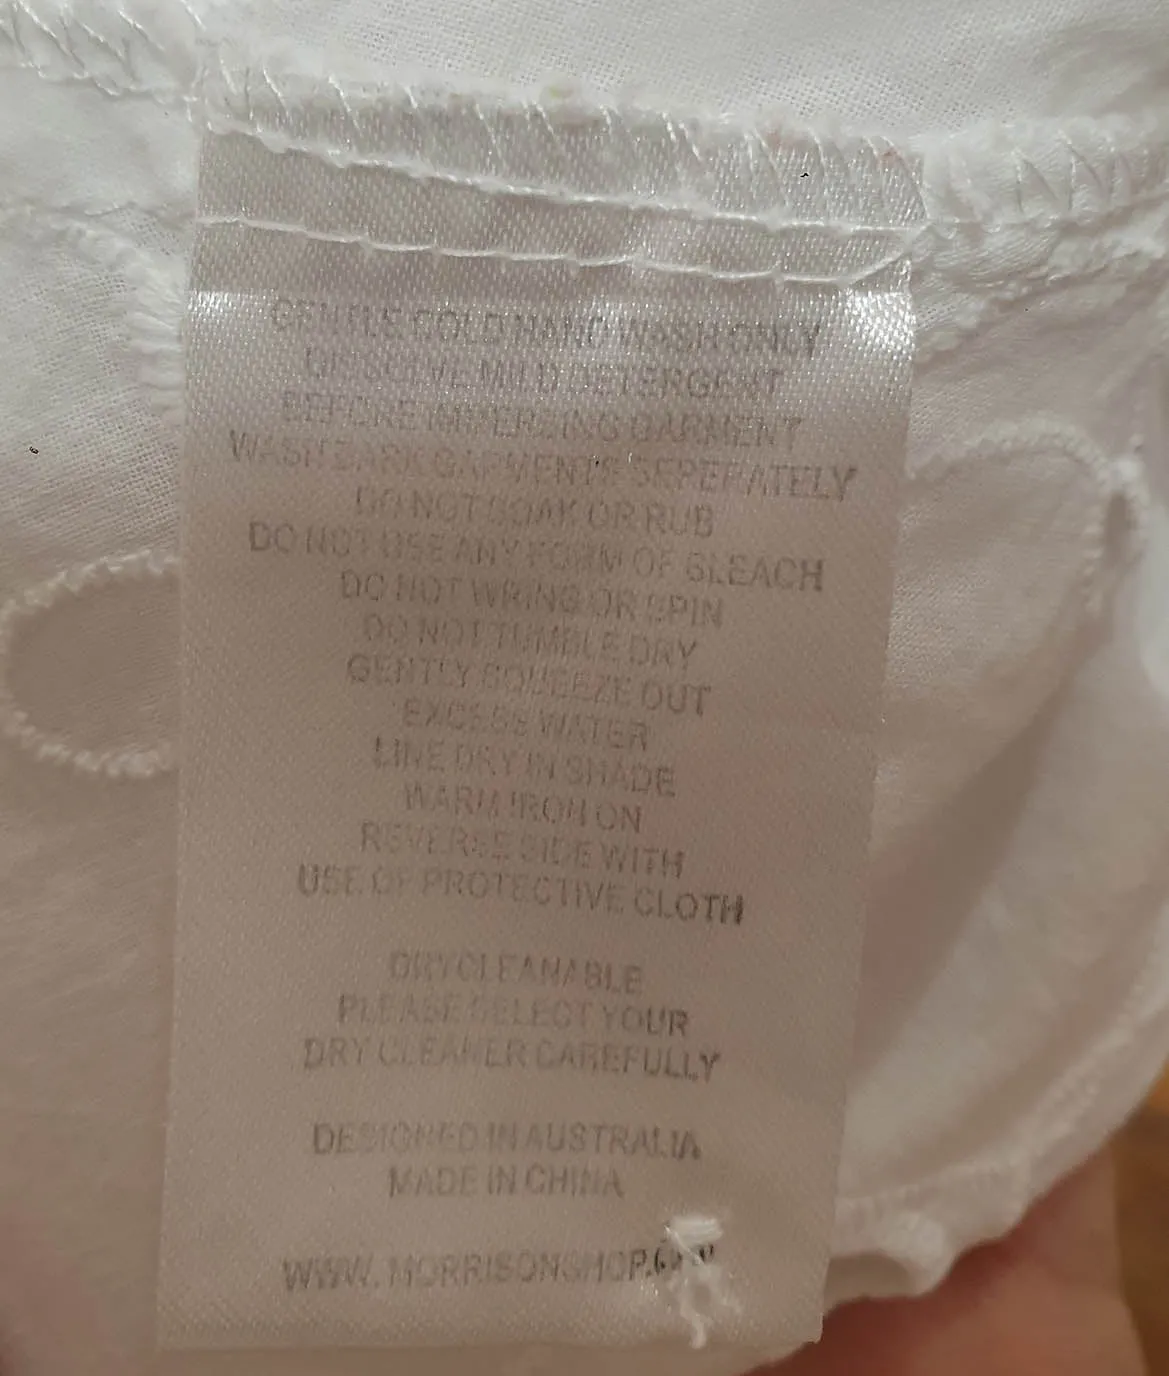 GENTLE COLD HAND WASH ONLY
DISSOLVE MILD DETERGENT
BEFORE IMMERSING GARMENT
WASH DARK GARMENTS SEPERATELY
DO NOT SOAK OR RUB
DO NOT USE ANY FORM OF BLEACH
DO NOT WRING OR SPIN
DO NOT TUMBLE DRY
GENTLY SQUEEZE OUT
EXCESS WATER
LINE DRY IN SHADE
WARM IRON ON
REVERSE SIDE WITH
USE OF PROTECTIVE CLOTH
DRYCLEANABLE
PLEASE SELECT YOUR
DRY CLEANER CAREFULLY
DESIGNED IN AUSTRALIA
MADE IN CHINA
WWW.MORRISONSHOP.COM